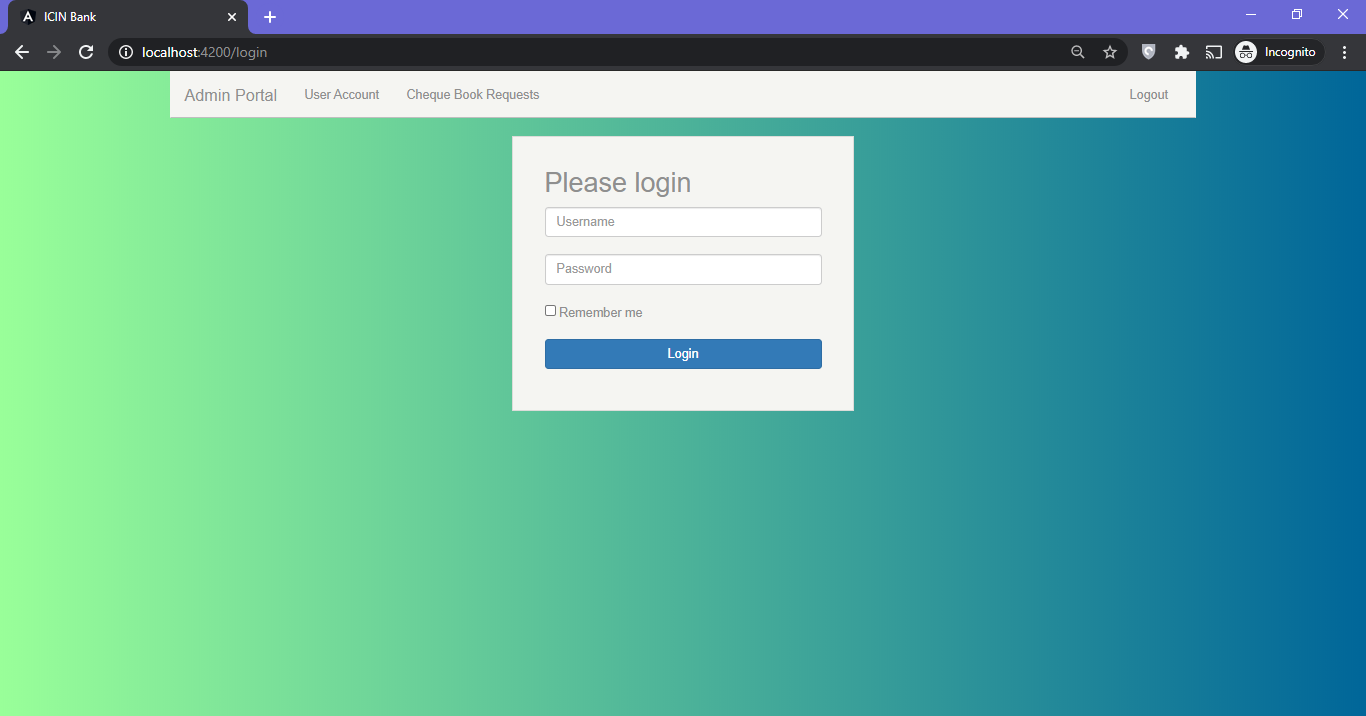 ICIN Bank
localhost:4200/login
Incognito
Admin Portal User Account Cheque Book Requests Logout
Please login
Username
Password
Remember me
Login